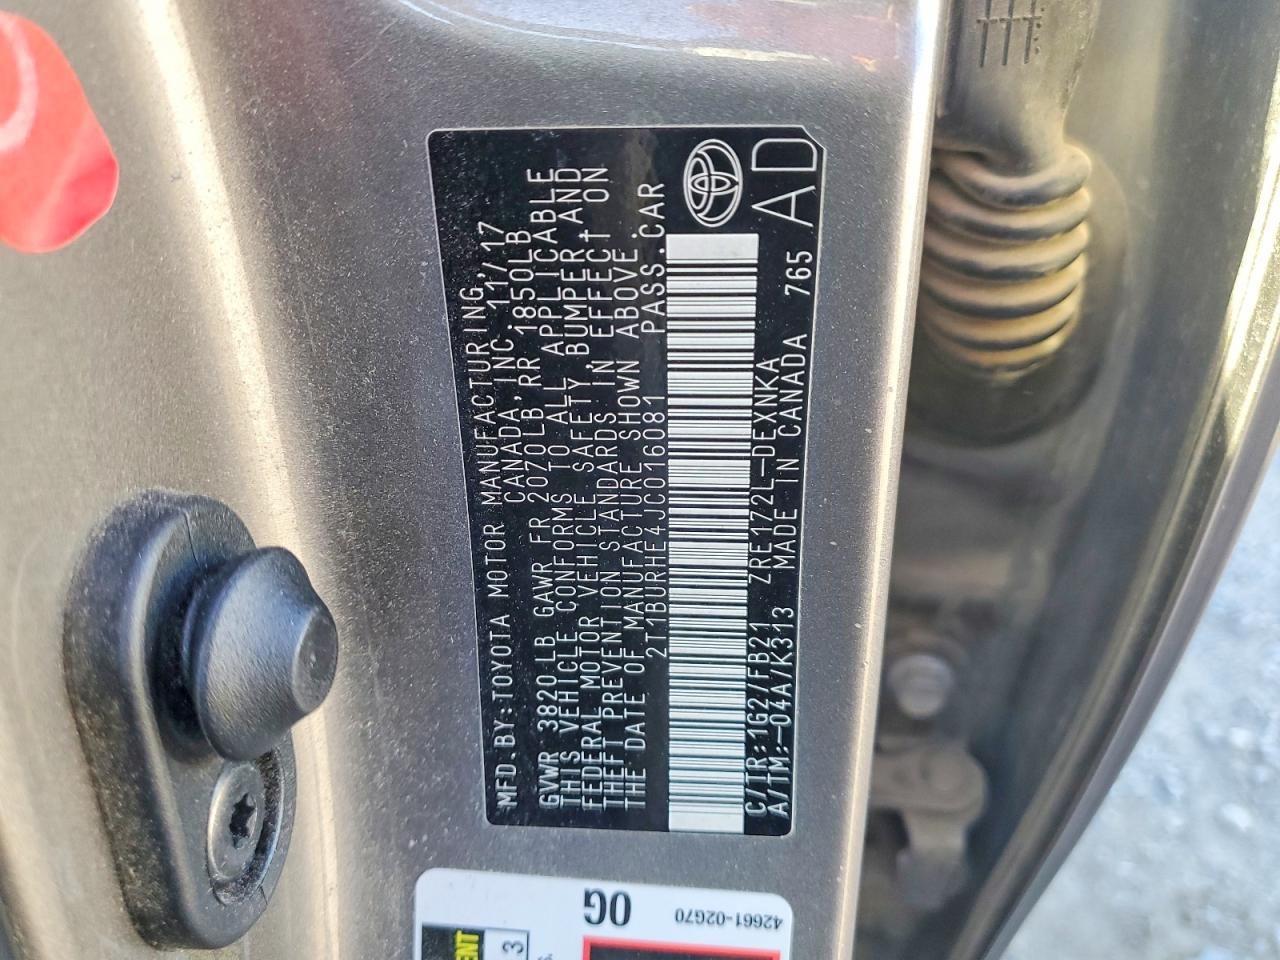 MFD.BY:TOYOTA MOTOR MANUFACTURING,
CANADA,INC. 11/17
GVWR 3820 LB GAWR FR 2070LB,RR 1850LB
THIS VEHICLE CONFORMS TO ALL APPLICABLE
FEDERAL MOTOR VEHICLE SAFETY,BUMPER,AND
THEFT PREVENTION STANDARDS IN EFFECT ON
THE DATE OF MANUFACTURE SHOWN ABOVE.
2T1BURHE4JC016081 PASS.CAR
C/TR:1G2/FB21 ZRE172L-DEXNKA
A/TM:-04A/K313 MADE IN CANADA 765
AD
0G
42661-02G70
3